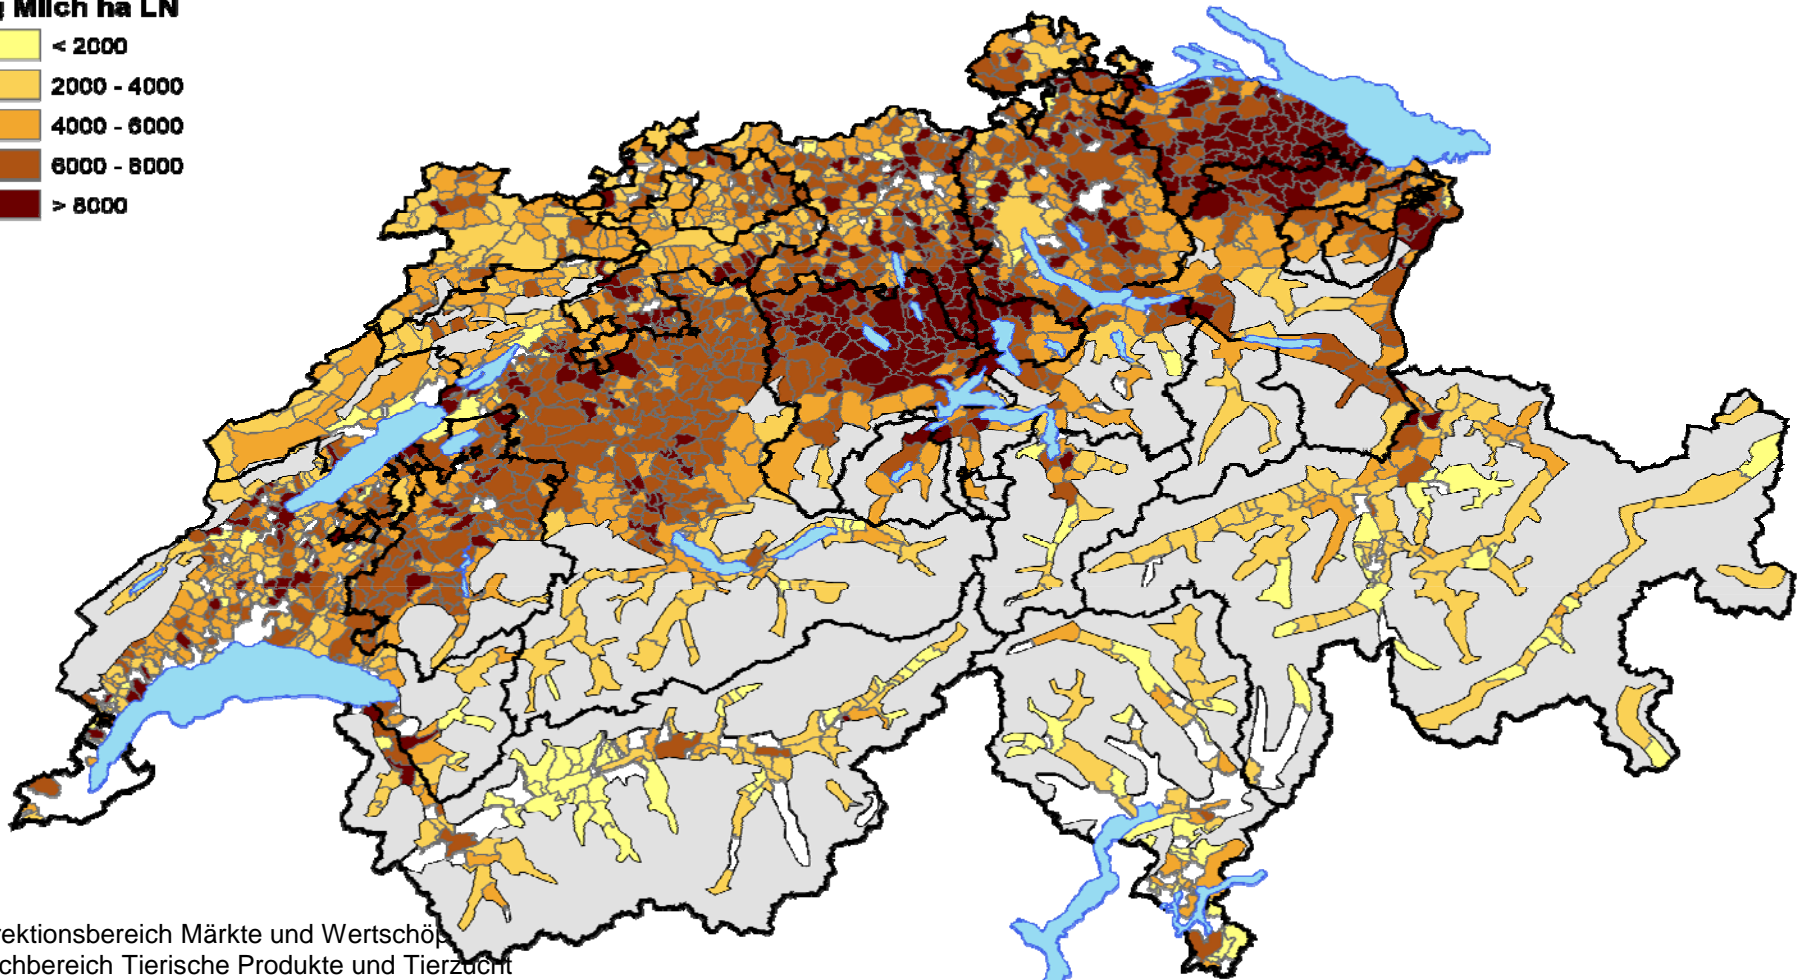 g Milch ha LN
< 2000
2000 - 4000
4000 - 6000
6000 - 8000
> 8000
rektionsbereich Märkte und Wertschöp
chbereich Tierische Produkte und Tierzucht